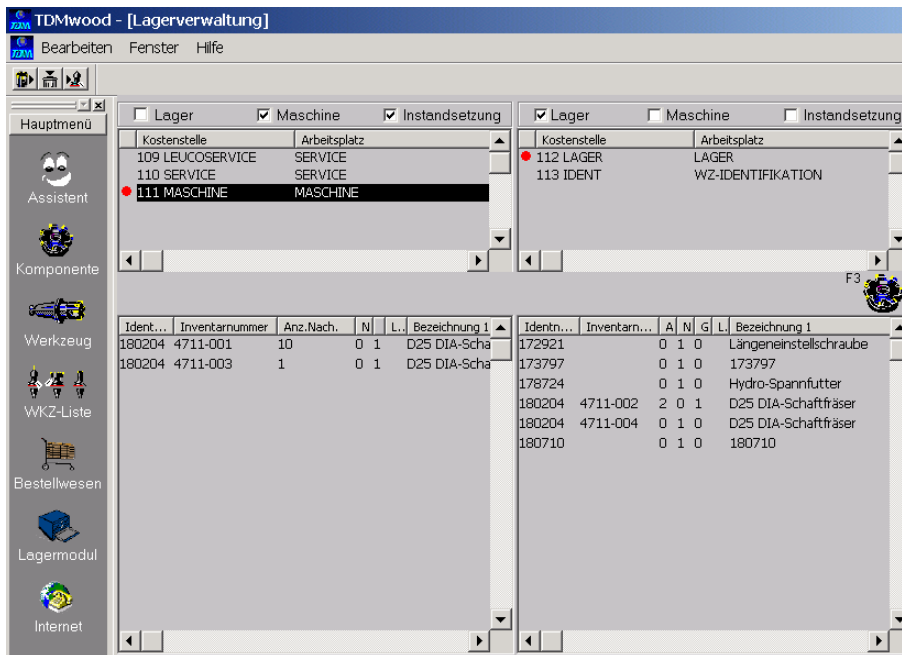 TDMwood - [Lagerverwaltung]
TDM Bearbeiten Fenster Hilfe
Hauptmenü
Assistent
Komponente
Werkzeug
WKZ-Liste
Bestellwesen
Lagermodul
Internet
Lager Maschine Instandsetzung
Kostenstelle Arbeitsplatz
109 LEUCOSERVICE SERVICE
110 SERVICE SERVICE
111 MASCHINE MASCHINE
Lager Maschine Instandsetzung
Kostenstelle Arbeitsplatz
112 LAGER LAGER
113 IDENT WZ-IDENTIFIKATION
F3
Ident... Inventarnummer Anz.Nach. N L.. Bezeichnung 1
180204 4711-001 10 0 1 D25 DIA-Scha
180204 4711-003 1 0 1 D25 DIA-Scha
Identn... Inventarn... A N G L. Bezeichnung 1
172921 0 1 0 Längeneinstellschraube
173797 0 1 0 173797
178724 0 1 0 Hydro-Spannfutter
180204 4711-002 2 0 1 D25 DIA-Schaftfräser
180204 4711-004 0 1 0 D25 DIA-Schaftfräser
180710 0 1 0 180710